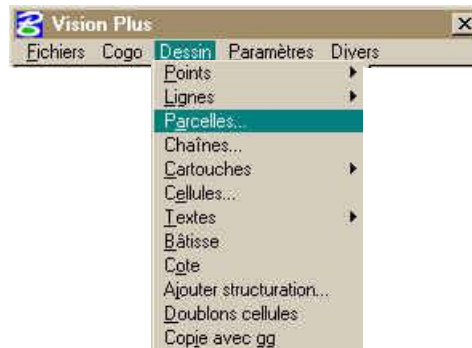 Vision Plus
Fichiers Cogo Dessin Paramètres Divers
Points
Lignes
Parcelles...
Chaînes...
Cartouches
Cellules...
Textes
Bâtisse
Cote
Ajouter structuration...
Doublons cellules
Copie avec gg